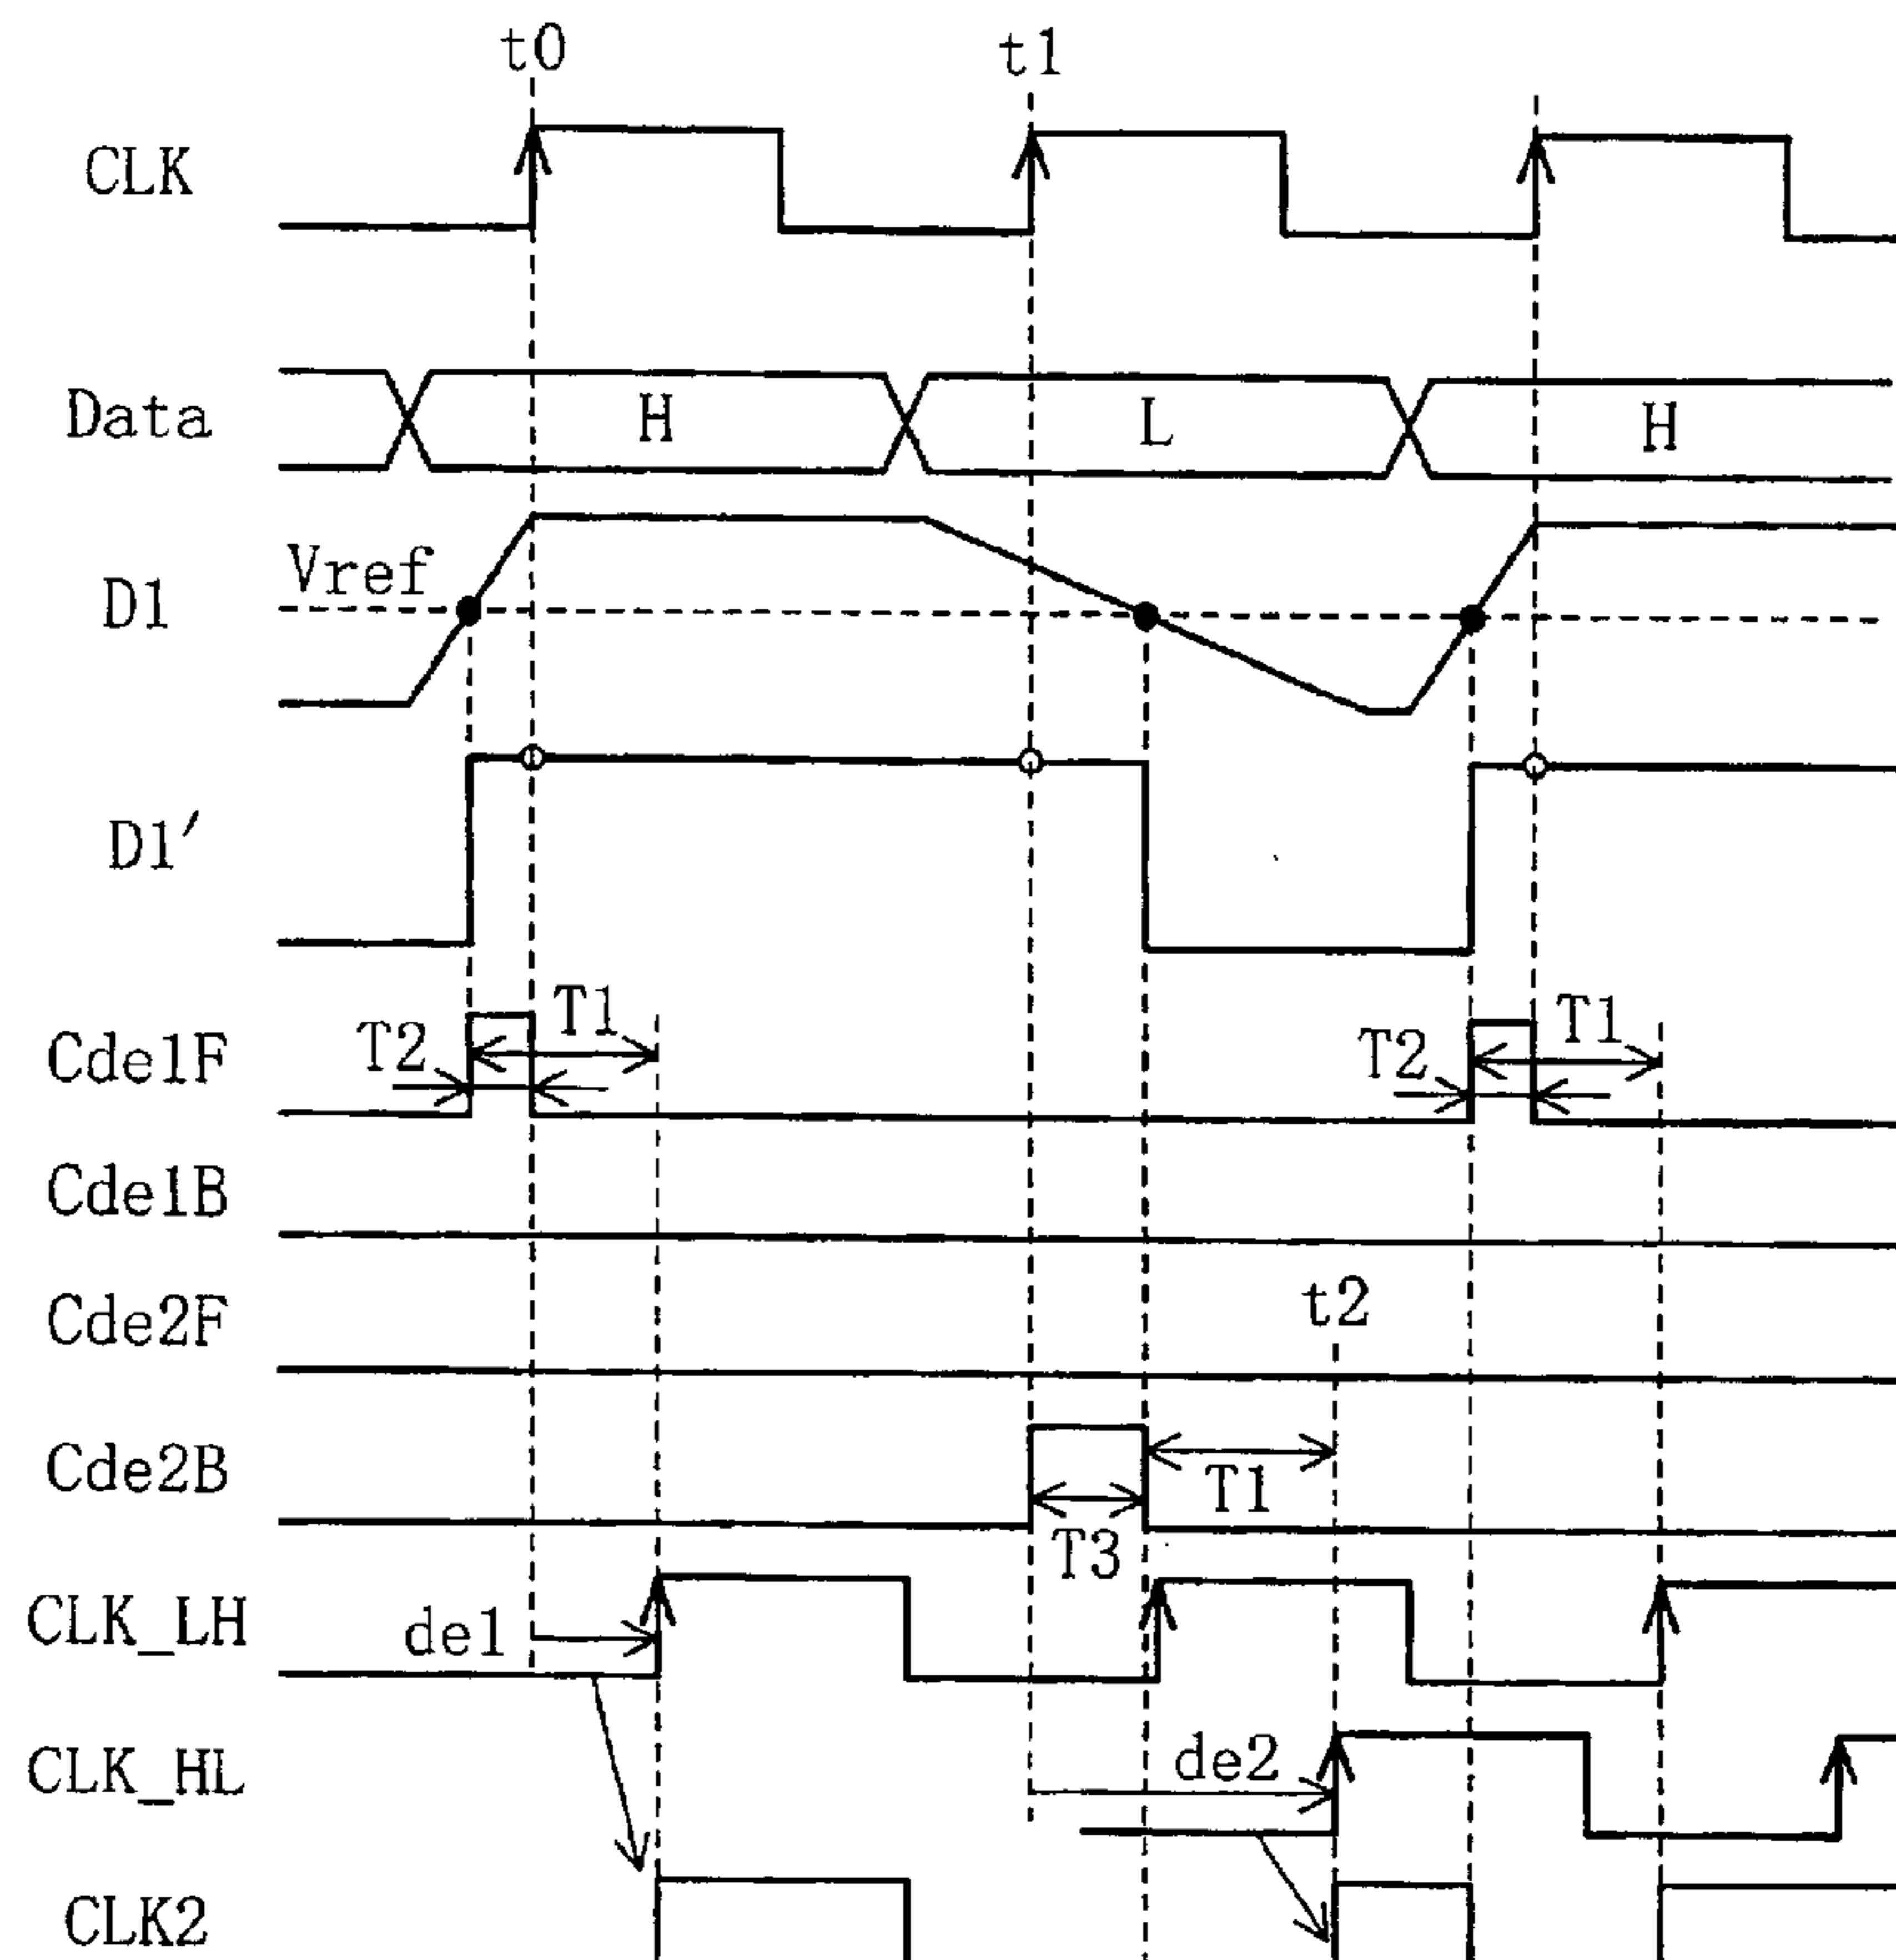 t0
t1
CLK
Data
H
L
H
Vref
D1
D1′
T1
T1
T2
T2
Cde1F
Cde1B
t2
Cde2F
Cde2B
T1
T3
de1
CLK_LH
de2
CLK_HL
CLK2